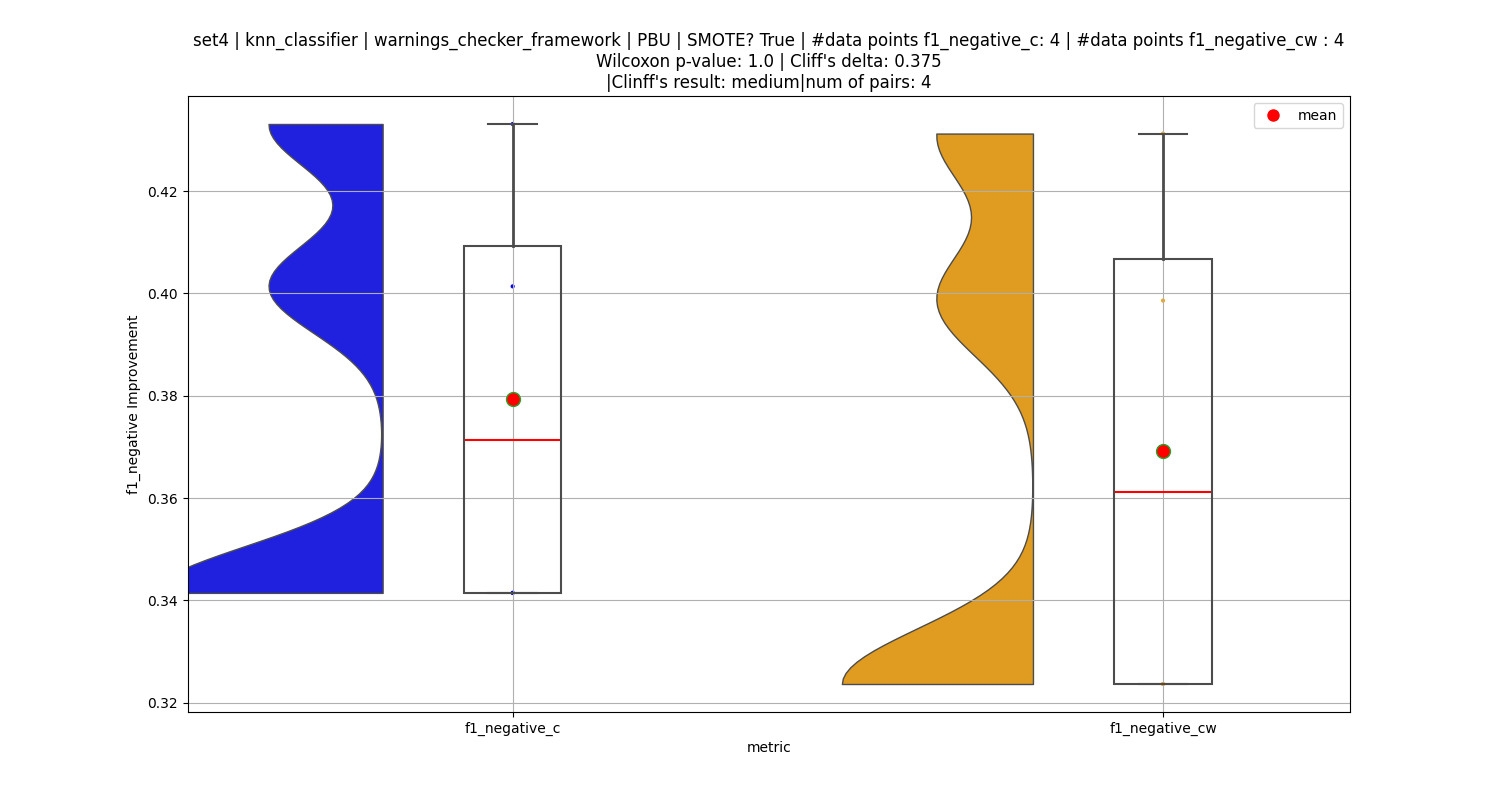 set4 | knn_classifier | warnings_checker_framework | PBU | SMOTE? True | #data points f1_negative_c: 4 | #data points f1_negative_cw : 4
Wilcoxon p-value: 1.0 | Cliff's delta: 0.375
|Clinff's result: medium|num of pairs: 4
mean
0.42
0.40
0.38
0.36
0.34
0.32
f1_negative Improvement
f1_negative_c
f1_negative_cw
metric